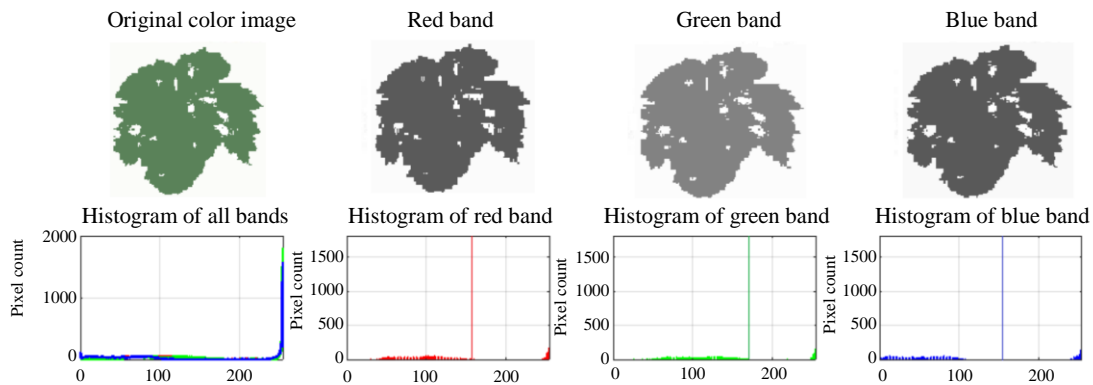 Original color image
Red band
Green band
Blue band
Histogram of all bands
Histogram of red band
Histogram of green band
Histogram of blue band
Pixel count
2000
1000
0
0 100 200
Pixel count
1500
1000
500
0
0 100 200
Pixel count
1500
1000
500
0
0 100 200
Pixel count
1500
1000
500
0
0 100 200